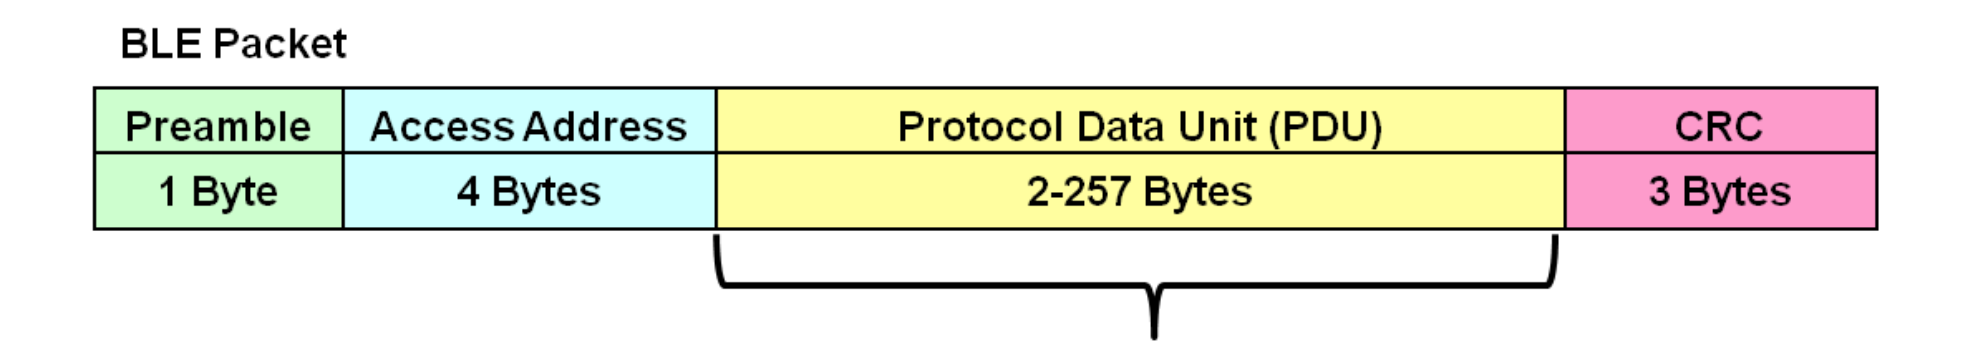 BLE Packet
Preamble Access Address Protocol Data Unit (PDU) CRC
1 Byte 4 Bytes 2-257 Bytes 3 Bytes